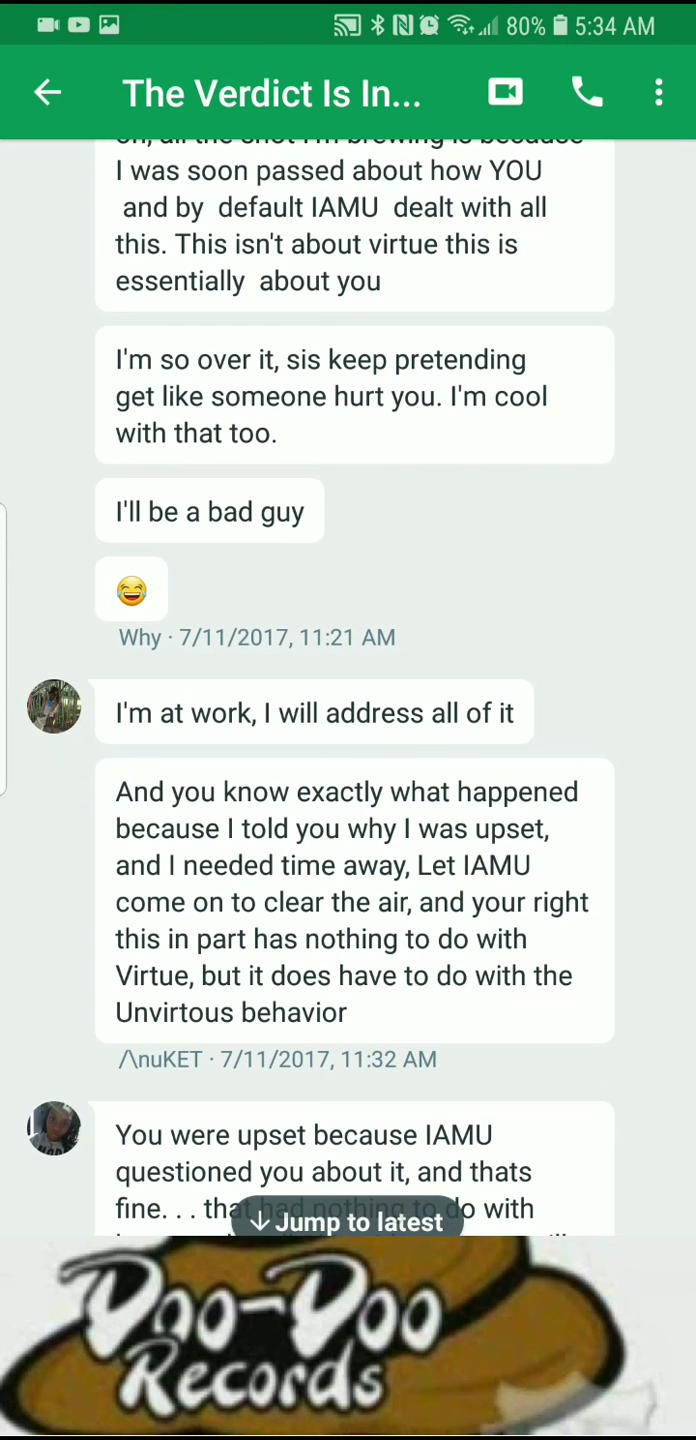 80% 5:34 AM
The Verdict Is In...
I was soon passed about how YOU
and by default IAMU dealt with all
this. This isn't about virtue this is
essentially about you
I'm so over it, sis keep pretending
get like someone hurt you. I'm cool
with that too.
I'll be a bad guy
😂
Why · 7/11/2017, 11:21 AM
I'm at work, I will address all of it
And you know exactly what happened
because I told you why I was upset,
and I needed time away, Let IAMU
come on to clear the air, and your right
this in part has nothing to do with
Virtue, but it does have to do with the
Unvirtous behavior
/\nuKET · 7/11/2017, 11:32 AM
You were upset because IAMU
questioned you about it, and thats
fine. . . that had nothing to do with
↓ Jump to latest
Doo-Doo
Records